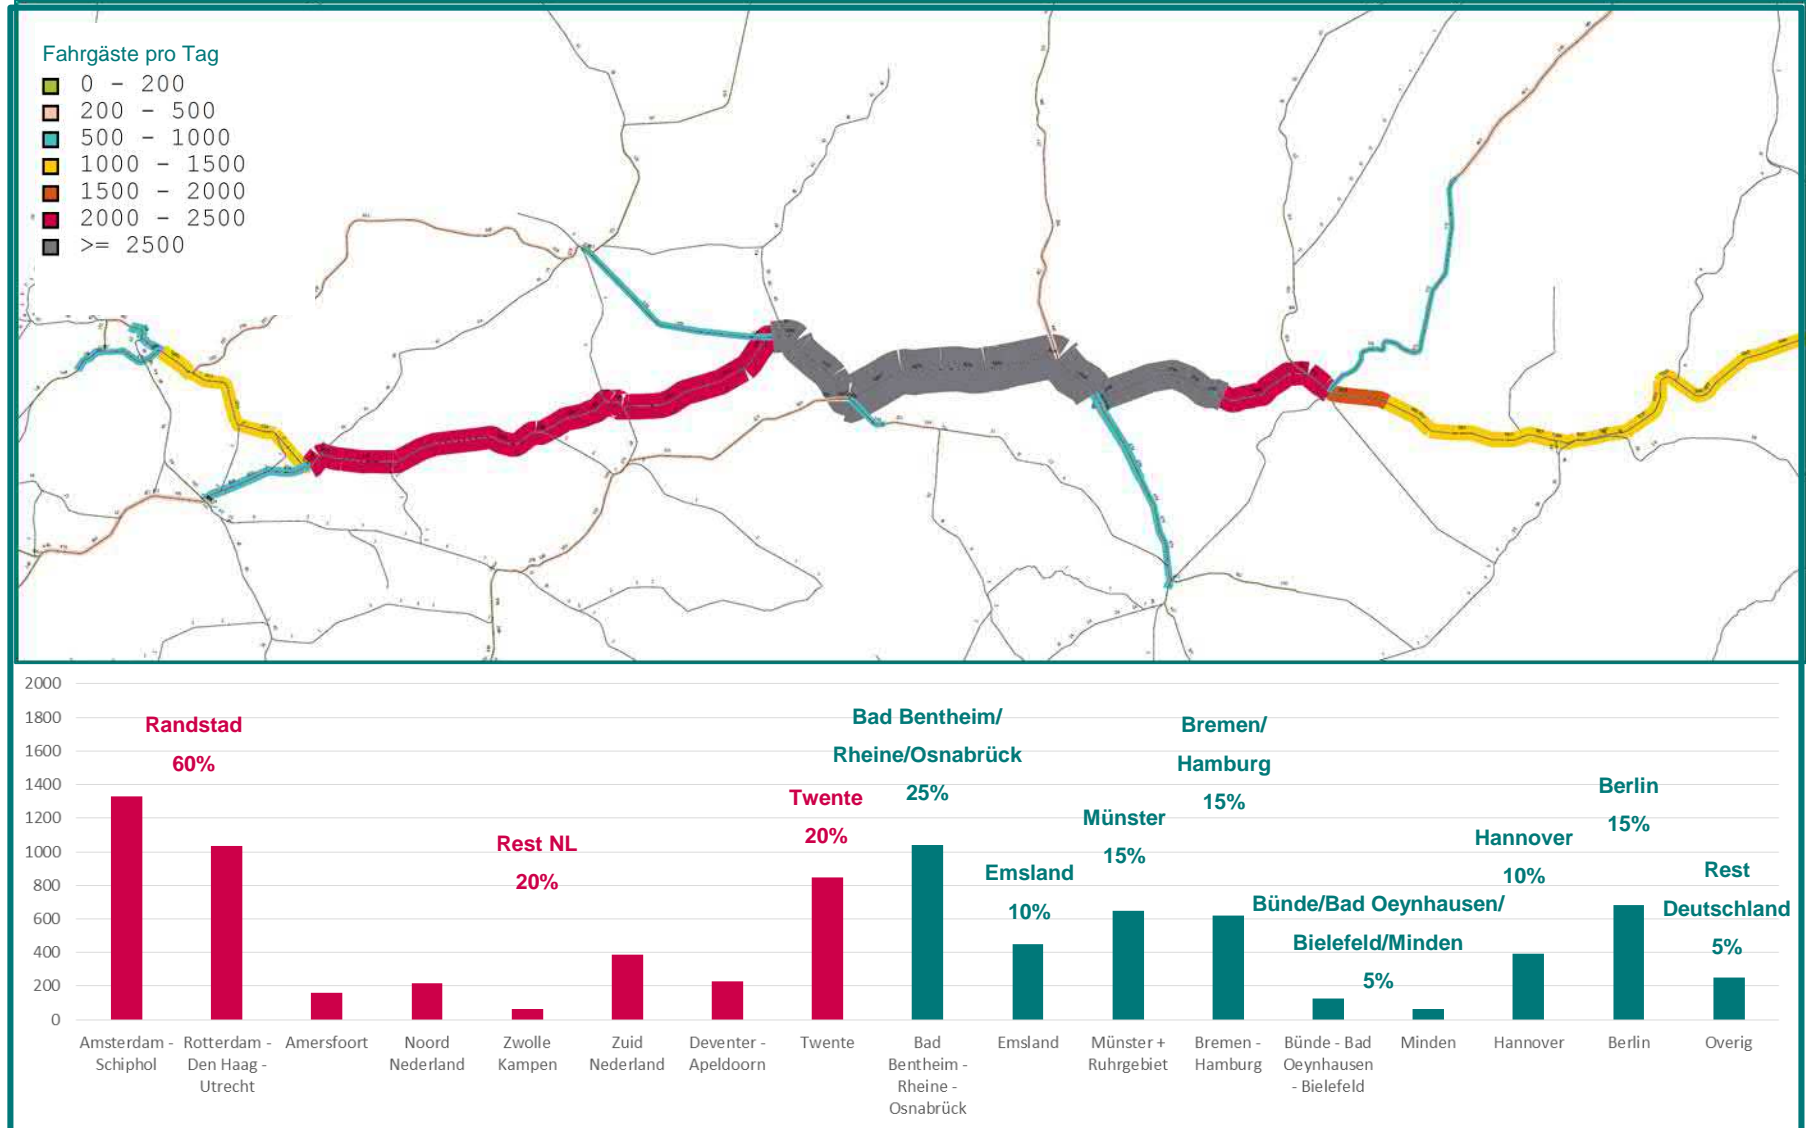 Fahrgäste pro Tag
0 - 200
200 - 500
500 - 1000
1000 - 1500
1500 - 2000
2000 - 2500
>= 2500
2000
1800
1600
1400
1200
1000
800
600
400
200
0
Randstad
60%
Rest NL
20%
Twente
20%
Bad Bentheim/
Rheine/Osnabrück
25%
Emsland
10%
Münster
15%
Bremen/
Hamburg
15%
Bünde/Bad Oeynhausen/
Bielefeld/Minden
5%
Hannover
10%
Berlin
15%
Rest
Deutschland
5%
Amsterdam -
Schiphol
Rotterdam -
Den Haag -
Utrecht
Amersfoort
Noord
Nederland
Zwolle
Kampen
Zuid
Nederland
Deventer -
Apeldoorn
Twente
Bad
Bentheim -
Rheine -
Osnabrück
Emsland
Münster +
Ruhrgebiet
Bremen -
Hamburg
Bünde - Bad
Oeynhausen
- Bielefeld
Minden
Hannover
Berlin
Overig